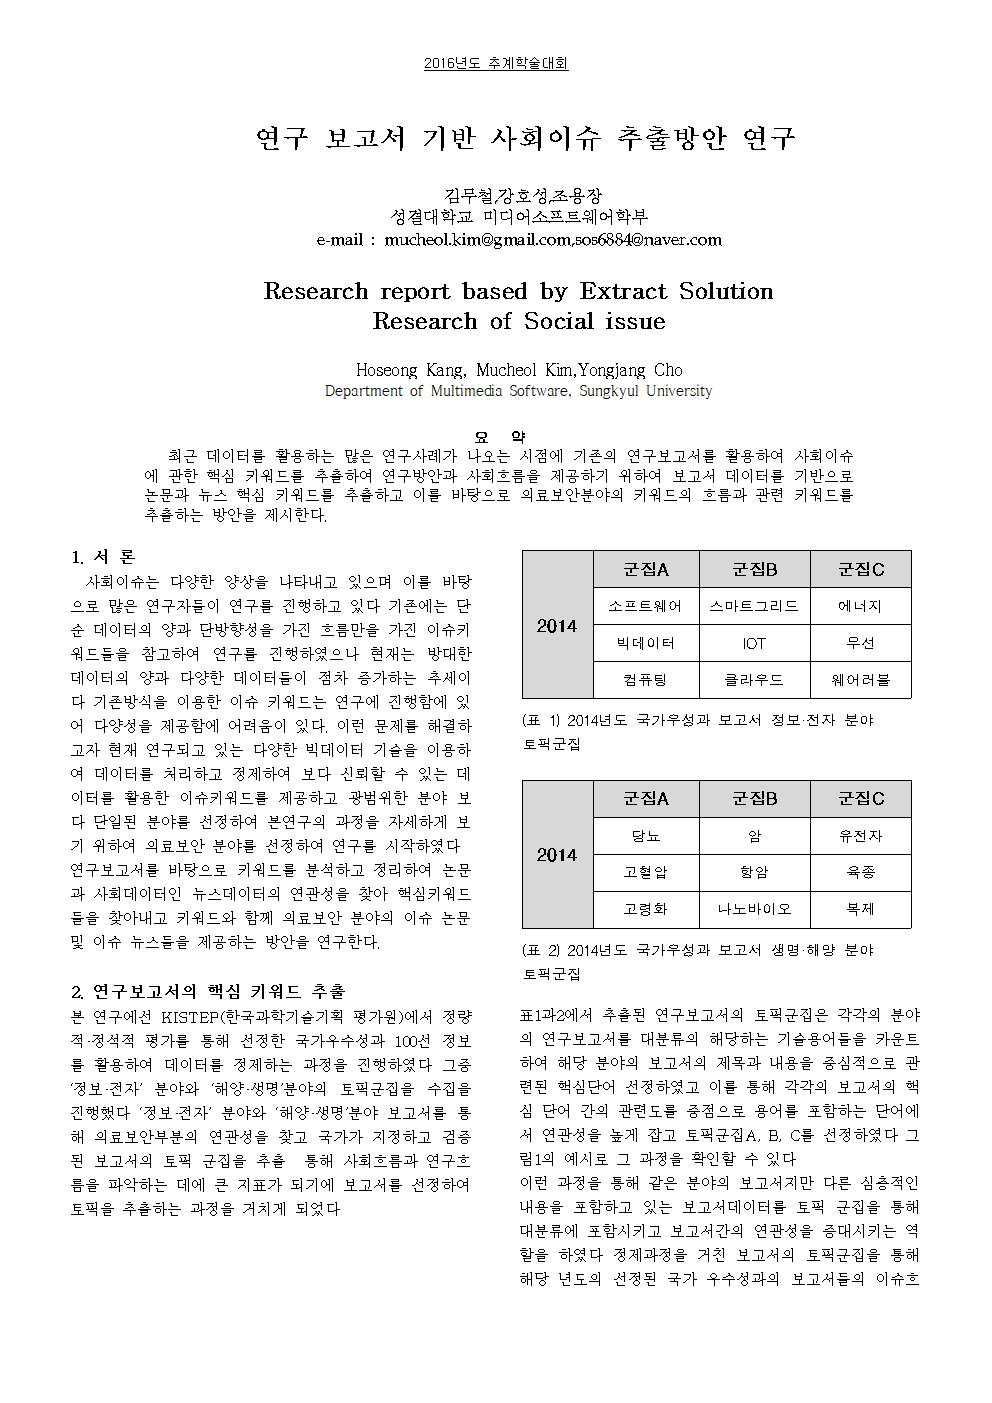 2016년도 추계학술대회
연구 보고서 기반 사회이슈 추출방안 연구
김무철,강호성,조용장
성결대학교 미디어소프트웨어학부
e-mail : mucheol.kim@gmail.com,sos6884@naver.com
Research report based by Extract Solution
Research of Social issue
Hoseong Kang, Mucheol Kim,Yongjang Cho
Department of Multimedia Software, Sungkyul University
요 약
최근 데이터를 활용하는 많은 연구사례가 나오는 시점에 기존의 연구보고서를 활용하여 사회이슈
에 관한 핵심 키워드를 추출하여 연구방안과 사회흐름을 제공하기 위하여 보고서 데이터를 기반으로
논문과 뉴스 핵심 키워드를 추출하고 이를 바탕으로 의료보안분야의 키워드의 흐름과 관련 키워드를
추출하는 방안을 제시한다.
1. 서 론
사회이슈는 다양한 양상을 나타내고 있으며 이를 바탕
으로 많은 연구자들이 연구를 진행하고 있다 기존에는 단
순 데이터의 양과 단방향성을 가진 흐름만을 가진 이슈키
워드들을 참고하여 연구를 진행하였으나 현재는 방대한
데이터의 양과 다양한 데이터들이 점차 증가하는 추세이
다 기존방식을 이용한 이슈 키워드는 연구에 진행함에 있
어 다양성을 제공함에 어려움이 있다. 이런 문제를 해결하
고자 현재 연구되고 있는 다양한 빅데이터 기술을 이용하
여 데이터를 처리하고 정제하여 보다 신뢰할 수 있는 데
이터를 활용한 이슈키워드를 제공하고 광범위한 분야 보
다 단일된 분야를 선정하여 본연구의 과정을 자세하게 보
기 위하여 의료보안 분야를 선정하여 연구를 시작하였다
연구보고서를 바탕으로 키워드를 분석하고 정리하여 논문
과 사회데이터인 뉴스데이터의 연관성을 찾아 핵심키워드
들을 찾아내고 키워드와 함께 의료보안 분야의 이슈 논문
및 이슈 뉴스들을 제공하는 방안을 연구한다.
2. 연구보고서의 핵심 키워드 추출
본 연구에선 KISTEP(한국과학기술기획 평가원)에서 정량
적·정석적 평가를 통해 선정한 국가우수성과 100선 정보
를 활용하여 데이터를 정제하는 과정을 진행하였다 그중
‘정보·전자’ 분야와 ‘해양·생명’분야의 토픽군집을 수집을
진행했다 ‘정보·전자’ 분야와 ‘해양·생명’분야 보고서를 통
해 의료보안부분의 연관성을 찾고 국가가 지정하고 검증
된 보고서의 토픽 군집을 추출 통해 사회흐름과 연구흐
름을 파악하는 데에 큰 지표가 되기에 보고서를 선정하여
토픽을 추출하는 과정을 거치게 되었다
2014 군집A 군집B 군집C
소프트웨어 스마트그리드 에너지
빅데이터 IOT 무선
컴퓨팅 클라우드 웨어러블
(표 1) 2014년도 국가우성과 보고서 정보·전자 분야
토픽군집
2014 군집A 군집B 군집C
당뇨 암 유전자
고혈압 항암 육종
고령화 나노바이오 복제
(표 2) 2014년도 국가우성과 보고서 생명·해양 분야
토픽군집
표1과2에서 추출된 연구보고서의 토픽군집은 각각의 분야
의 연구보고서를 대분류의 해당하는 기술용어들을 카운트
하여 해당 분야의 보고서의 제목과 내용을 중심적으로 관
련된 핵심단어 선정하였고 이를 통해 각각의 보고서의 핵
심 단어 간의 관련도를 중점으로 용어를 포함하는 단어에
서 연관성을 높게 잡고 토픽군집A, B, C를 선정하였다 그
림1의 예시로 그 과정을 확인할 수 있다
이런 과정을 통해 같은 분야의 보고서지만 다른 심층적인
내용을 포함하고 있는 보고서데이터를 토픽 군집을 통해
대분류에 포함시키고 보고서간의 연관성을 증대시키는 역
할을 하였다 정제과정을 거친 보고서의 토픽군집을 통해
해당 년도의 선정된 국가 우수성과의 보고서들의 이슈흐